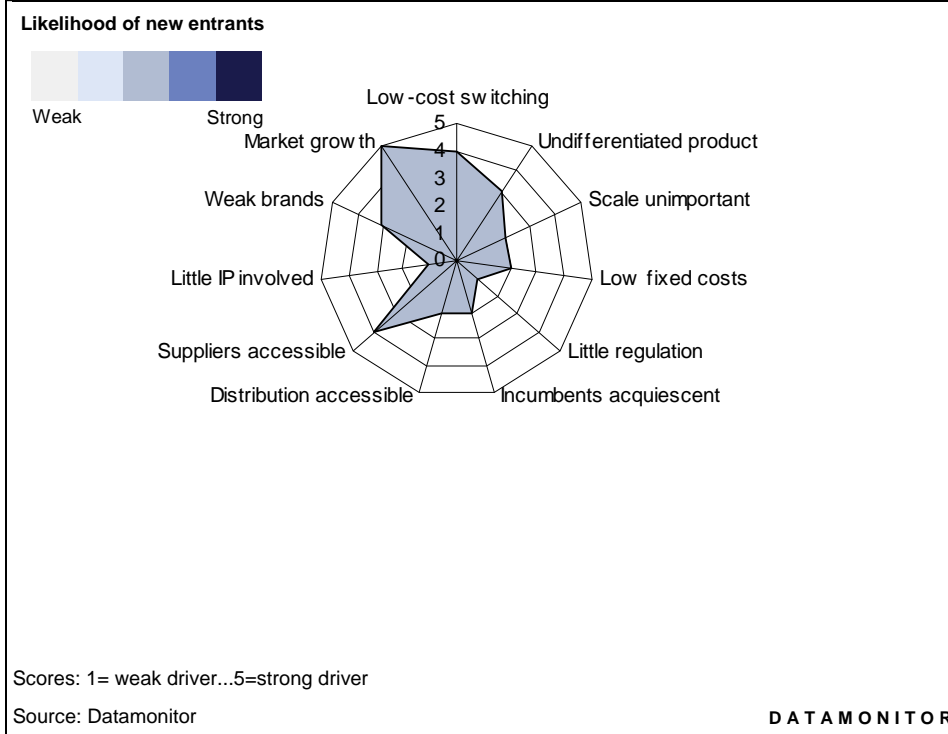 Likelihood of new entrants
Weak Strong
Low-cost switching
5
Market growth
Undifferentiated product
4
3
Weak brands
Scale unimportant
2
1
0
Little IP involved
Low fixed costs
Suppliers accessible
Little regulation
Distribution accessible
Incumbents acquiescent
Scores: 1= weak driver...5=strong driver
Source: Datamonitor
DATAMONITOR